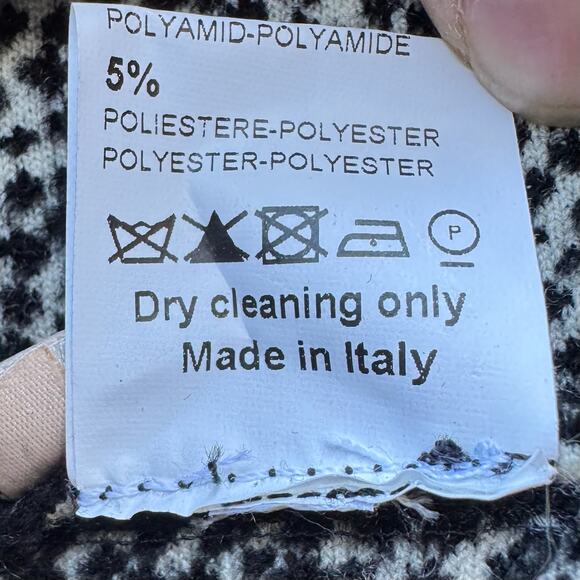 POLYAMID-POLYAMIDE
5%
POLIESTERE-POLYESTER
POLYESTER-POLYESTER
P
Dry cleaning only
Made in Italy